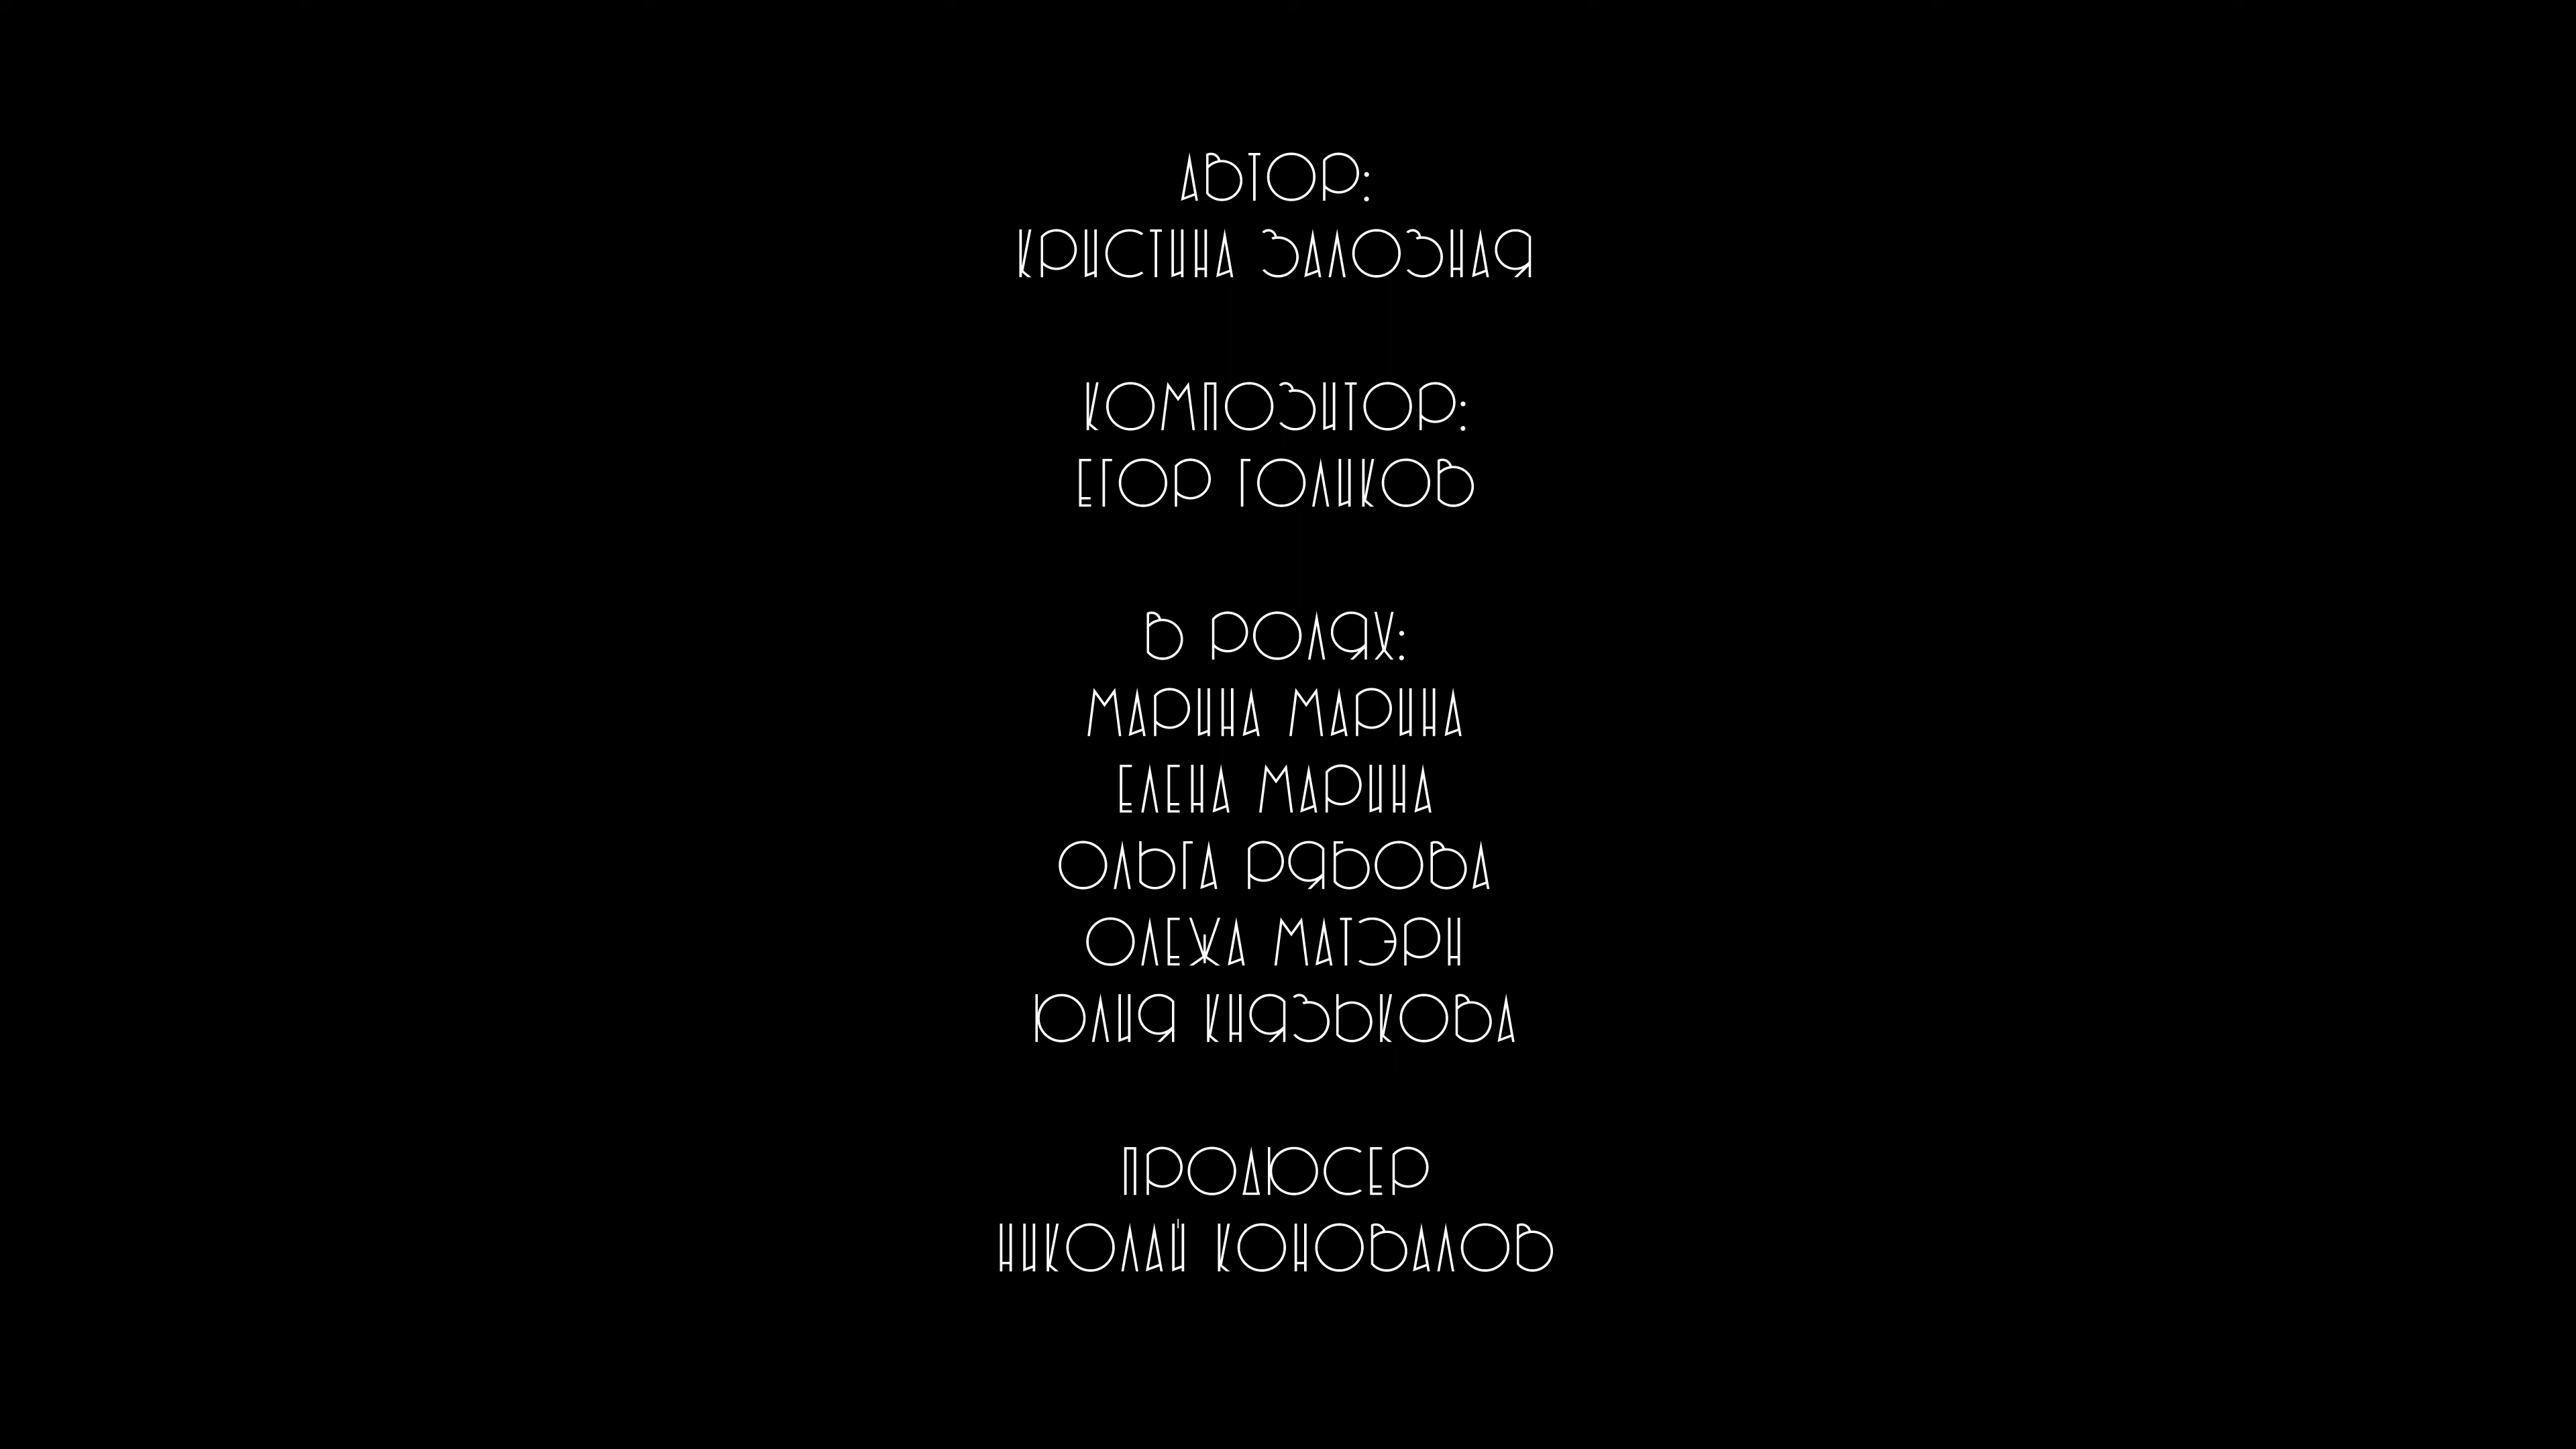 АВТОР:
КРИСТИНА ЗАЛОЗНАЯ
КОМПОЗИТОР:
ЕГОР ГОЛИКОВ
В РОЛЯХ:
МАРИНА МАРИНА
ЕЛЕНА МАРИНА
ОЛЬГА РЯБОВА
ОЛЕЖА МАТЭРН
ЮЛИЯ КНЯЗЬКОВА
ПРОДЮСЕР
НИКОЛАЙ КОНОВАЛОВ